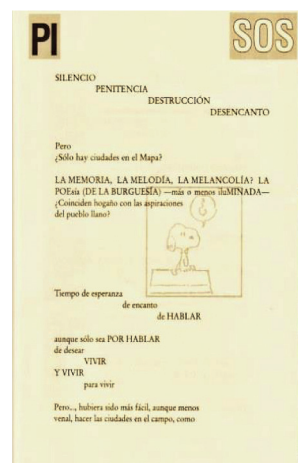 PI
SOS
SILENCIO
PENITENCIA
DESTRUCCIÓN
DESENCANTO
Pero
¿Sólo hay ciudades en el Mapa?
LA MEMORIA, LA MELODÍA, LA MELANCOLÍA? LA
POEsía (DE LA BURGUESÍA) —más o menos iluMINADA—
¿Coinciden hogaño con las aspiraciones
del pueblo llano?
Tiempo de esperanza
de encanto
de HABLAR
aunque sólo sea POR HABLAR
de desear
VIVIR
Y VIVIR
para vivir
Pero..., hubiera sido más fácil, aunque menos
venal, hacer las ciudades en el campo, como